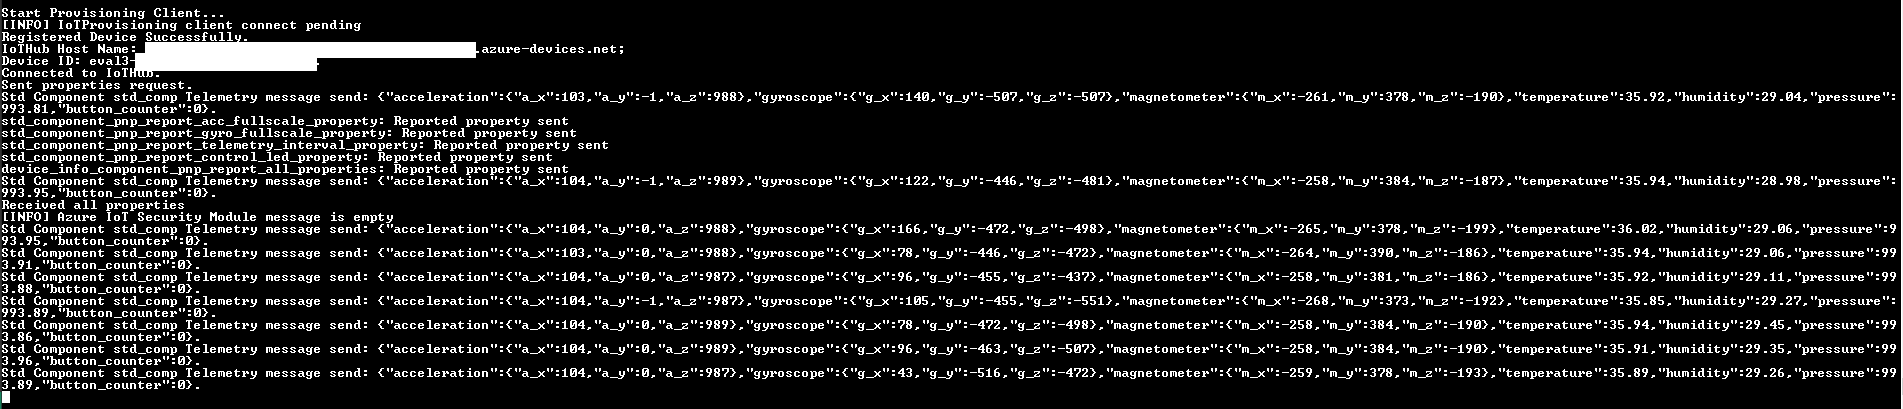 Start Provisioning Client...
[INFO] IoTProvisioning client connect pending
Registered Device Successfully.
IoTHub Host Name: .azure-devices.net;
Device ID: eval3-.
Connected to IoTHub.
Sent properties request.
Std Component std_comp Telemetry message send: {"acceleration":{"a_x":103,"a_y":-1,"a_z":988},"gyroscope":{"g_x":140,"g_y":-507,"g_z":-507},"magnetometer":{"m_x":-261,"m_y":378,"m_z":-190},"temperature":35.92,"humidity":29.04,"pressure":
993.81,"button_counter":0}.
std_component_pnp_report_acc_fullscale_property: Reported property sent
std_component_pnp_report_gyro_fullscale_property: Reported property sent
std_component_pnp_report_telemetry_interval_property: Reported property sent
std_component_pnp_report_control_led_property: Reported property sent
device_info_component_pnp_report_all_properties: Reported property sent
Std Component std_comp Telemetry message send: {"acceleration":{"a_x":104,"a_y":-1,"a_z":989},"gyroscope":{"g_x":122,"g_y":-446,"g_z":-481},"magnetometer":{"m_x":-258,"m_y":384,"m_z":-187},"temperature":35.94,"humidity":28.98,"pressure":
993.95,"button_counter":0}.
Received all properties
[INFO] Azure IoT Security Module message is empty
Std Component std_comp Telemetry message send: {"acceleration":{"a_x":104,"a_y":0,"a_z":988},"gyroscope":{"g_x":166,"g_y":-472,"g_z":-498},"magnetometer":{"m_x":-265,"m_y":378,"m_z":-199},"temperature":36.02,"humidity":29.06,"pressure":9
93.95,"button_counter":0}.
Std Component std_comp Telemetry message send: {"acceleration":{"a_x":103,"a_y":0,"a_z":988},"gyroscope":{"g_x":78,"g_y":-446,"g_z":-472},"magnetometer":{"m_x":-264,"m_y":390,"m_z":-186},"temperature":35.94,"humidity":29.06,"pressure":99
3.91,"button_counter":0}.
Std Component std_comp Telemetry message send: {"acceleration":{"a_x":104,"a_y":0,"a_z":987},"gyroscope":{"g_x":96,"g_y":-455,"g_z":-437},"magnetometer":{"m_x":-258,"m_y":381,"m_z":-186},"temperature":35.92,"humidity":29.11,"pressure":99
3.88,"button_counter":0}.
Std Component std_comp Telemetry message send: {"acceleration":{"a_x":104,"a_y":-1,"a_z":987},"gyroscope":{"g_x":105,"g_y":-455,"g_z":-551},"magnetometer":{"m_x":-268,"m_y":373,"m_z":-192},"temperature":35.85,"humidity":29.27,"pressure":
993.89,"button_counter":0}.
Std Component std_comp Telemetry message send: {"acceleration":{"a_x":104,"a_y":0,"a_z":989},"gyroscope":{"g_x":78,"g_y":-472,"g_z":-498},"magnetometer":{"m_x":-258,"m_y":384,"m_z":-190},"temperature":35.94,"humidity":29.45,"pressure":99
3.86,"button_counter":0}.
Std Component std_comp Telemetry message send: {"acceleration":{"a_x":104,"a_y":0,"a_z":989},"gyroscope":{"g_x":96,"g_y":-463,"g_z":-507},"magnetometer":{"m_x":-258,"m_y":384,"m_z":-190},"temperature":35.91,"humidity":29.35,"pressure":99
3.96,"button_counter":0}.
Std Component std_comp Telemetry message send: {"acceleration":{"a_x":104,"a_y":0,"a_z":987},"gyroscope":{"g_x":43,"g_y":-516,"g_z":-472},"magnetometer":{"m_x":-259,"m_y":378,"m_z":-193},"temperature":35.89,"humidity":29.26,"pressure":99
3.89,"button_counter":0}.